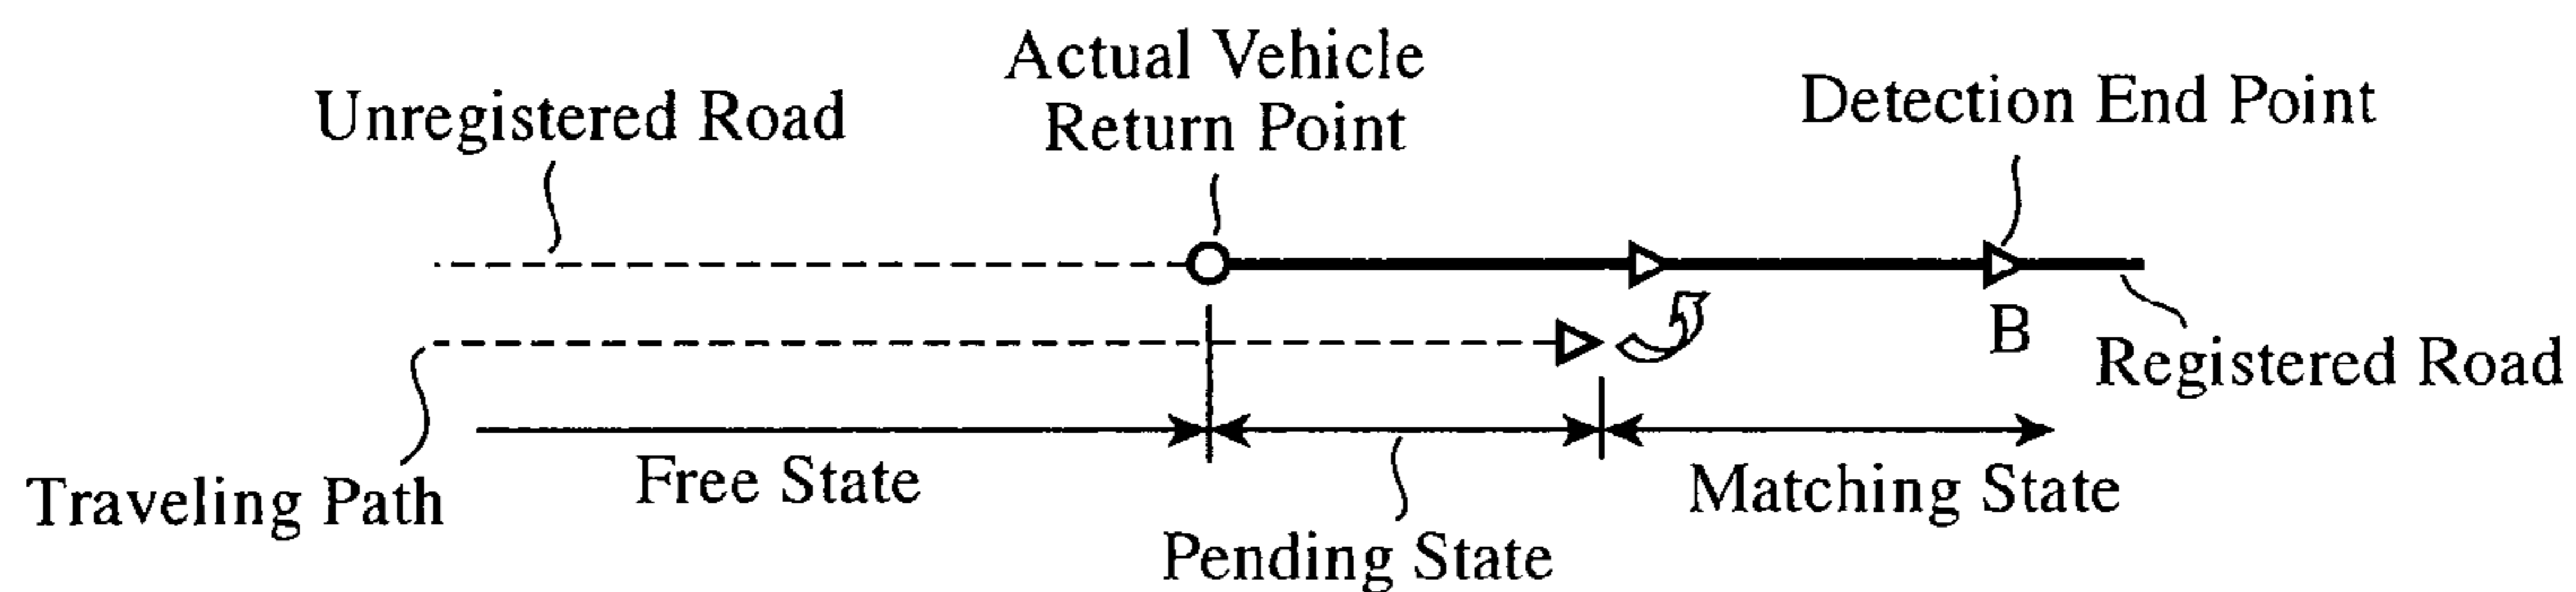 Actual Vehicle
Return Point
Unregistered Road
Detection End Point
B
Registered Road
Traveling Path
Free State
Pending State
Matching State